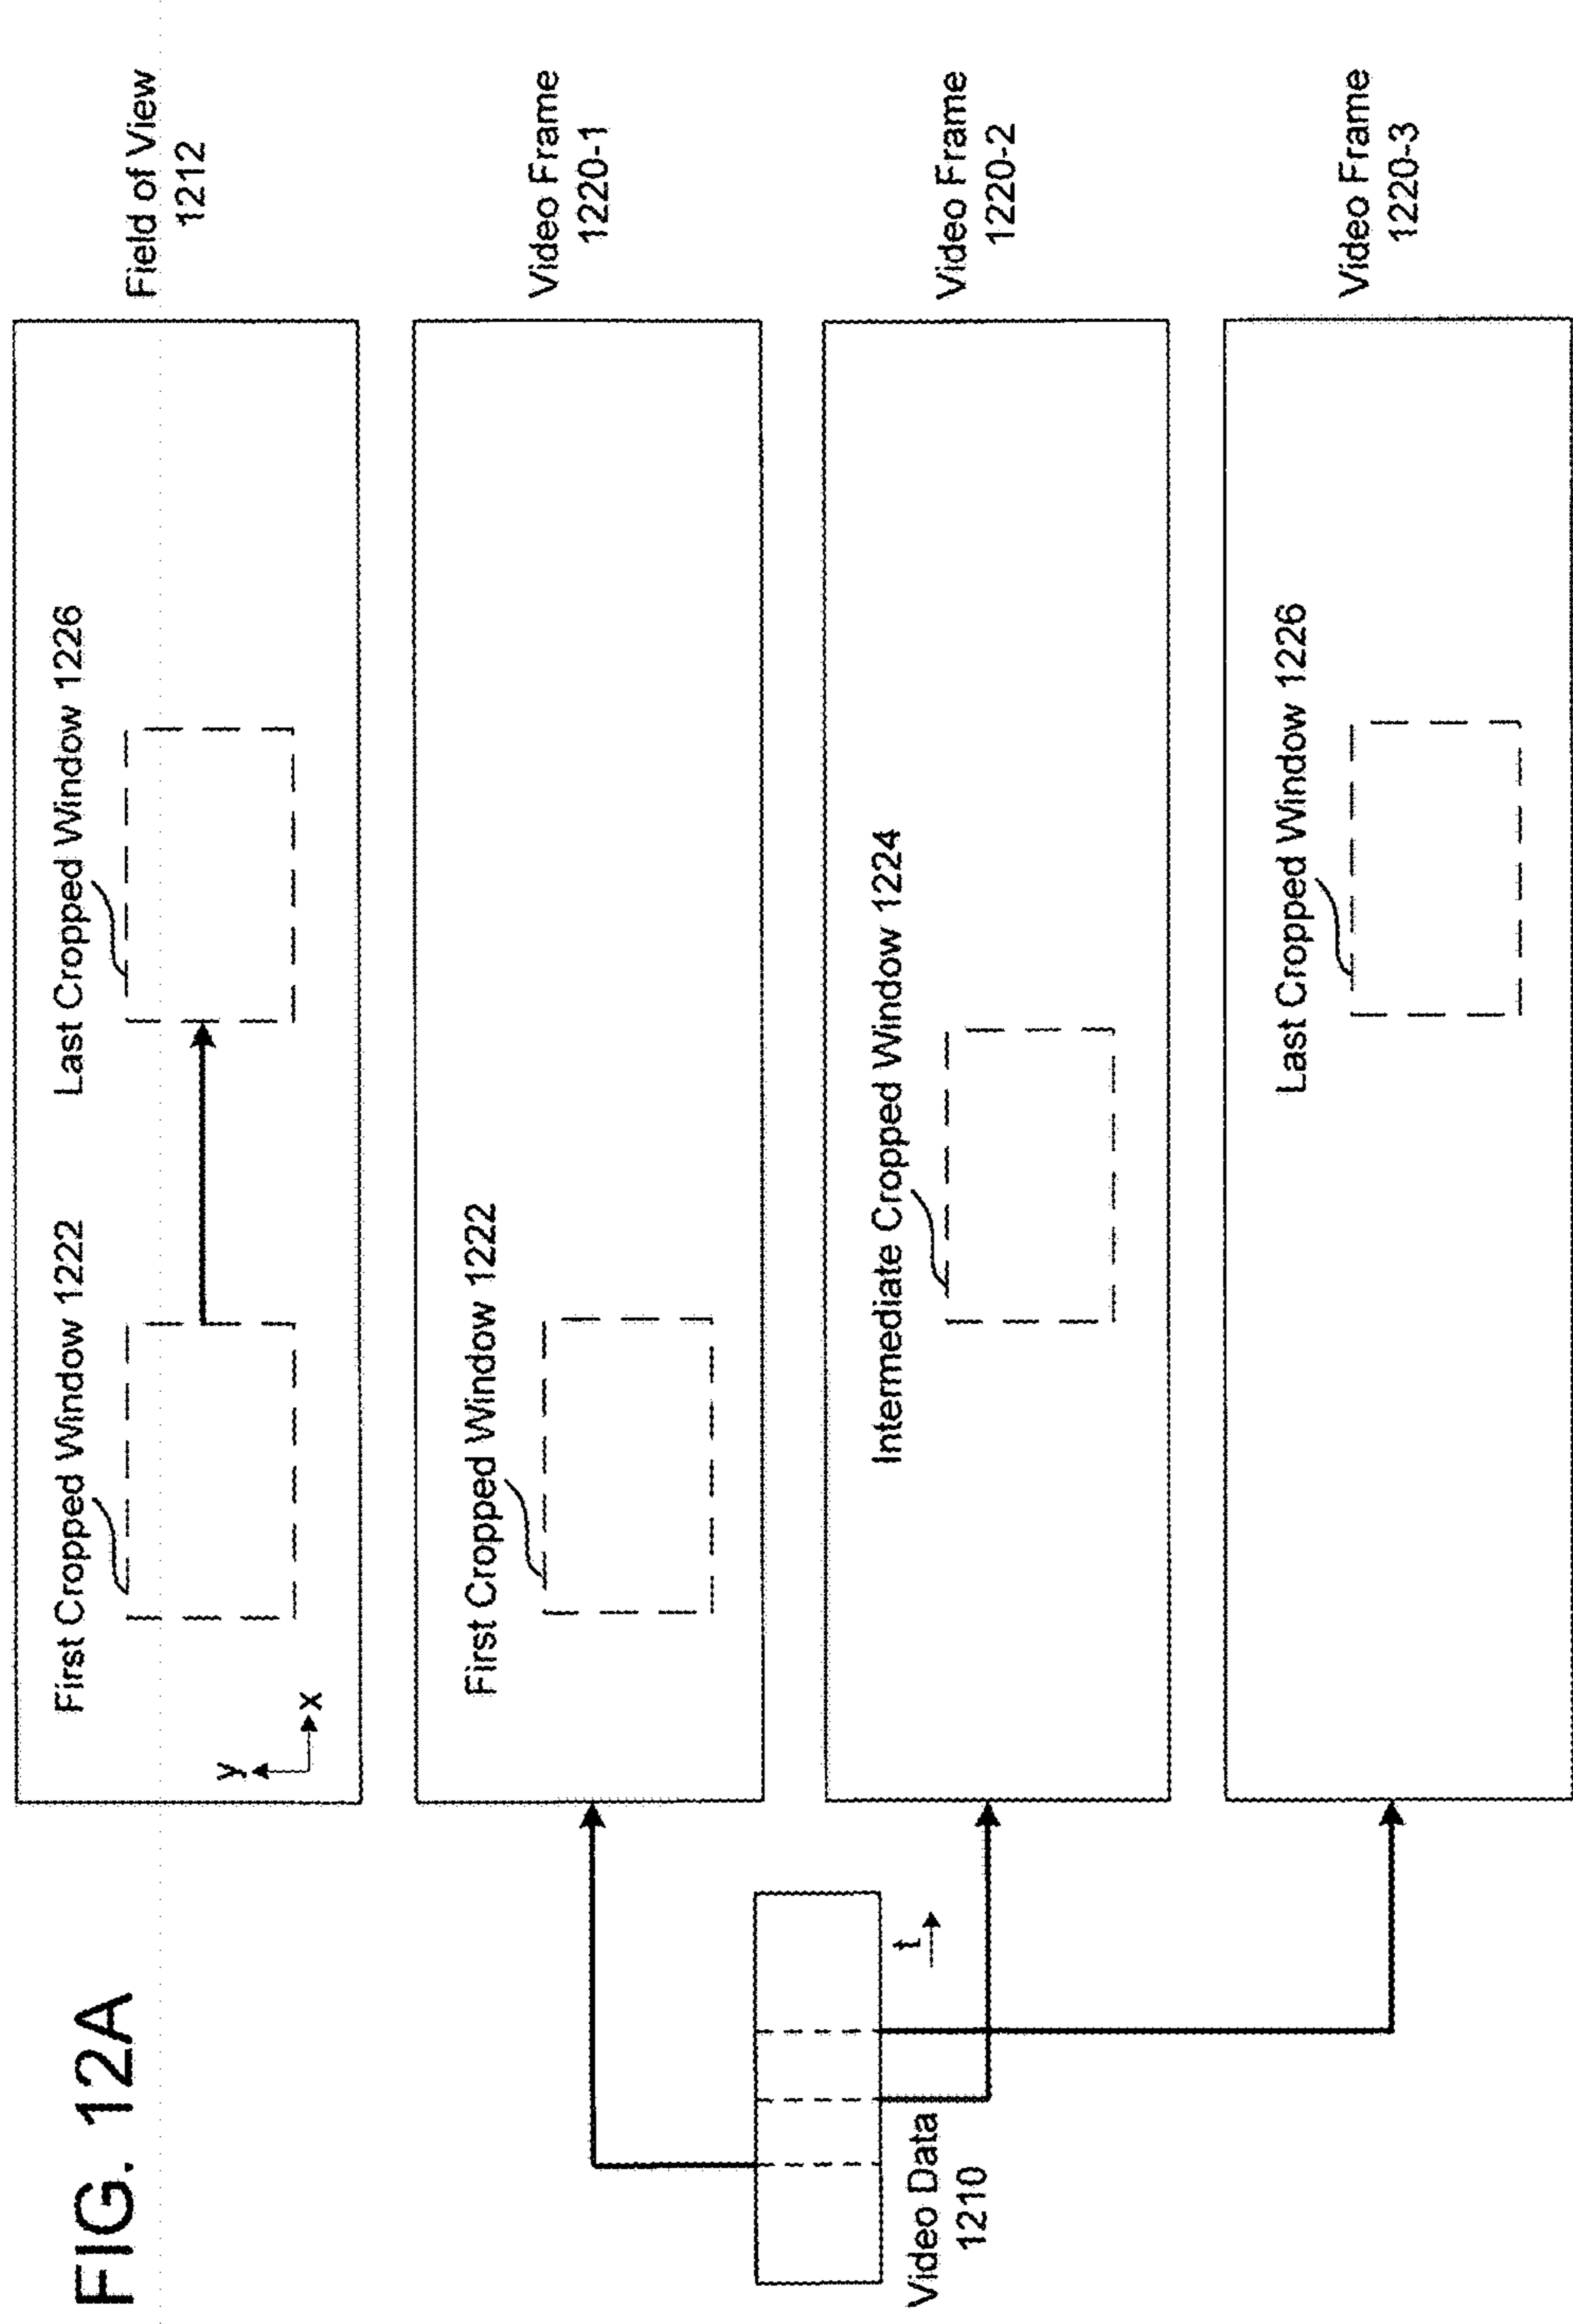 FIG. 12A
First Cropped Window 1222
Last Cropped Window 1226
y
x
Field of View
1212
First Cropped Window 1222
Video Frame
1220-1
Video Data
1210
t
Intermediate Cropped Window 1224
Video Frame
1220-2
Last Cropped Window 1226
Video Frame
1220-3